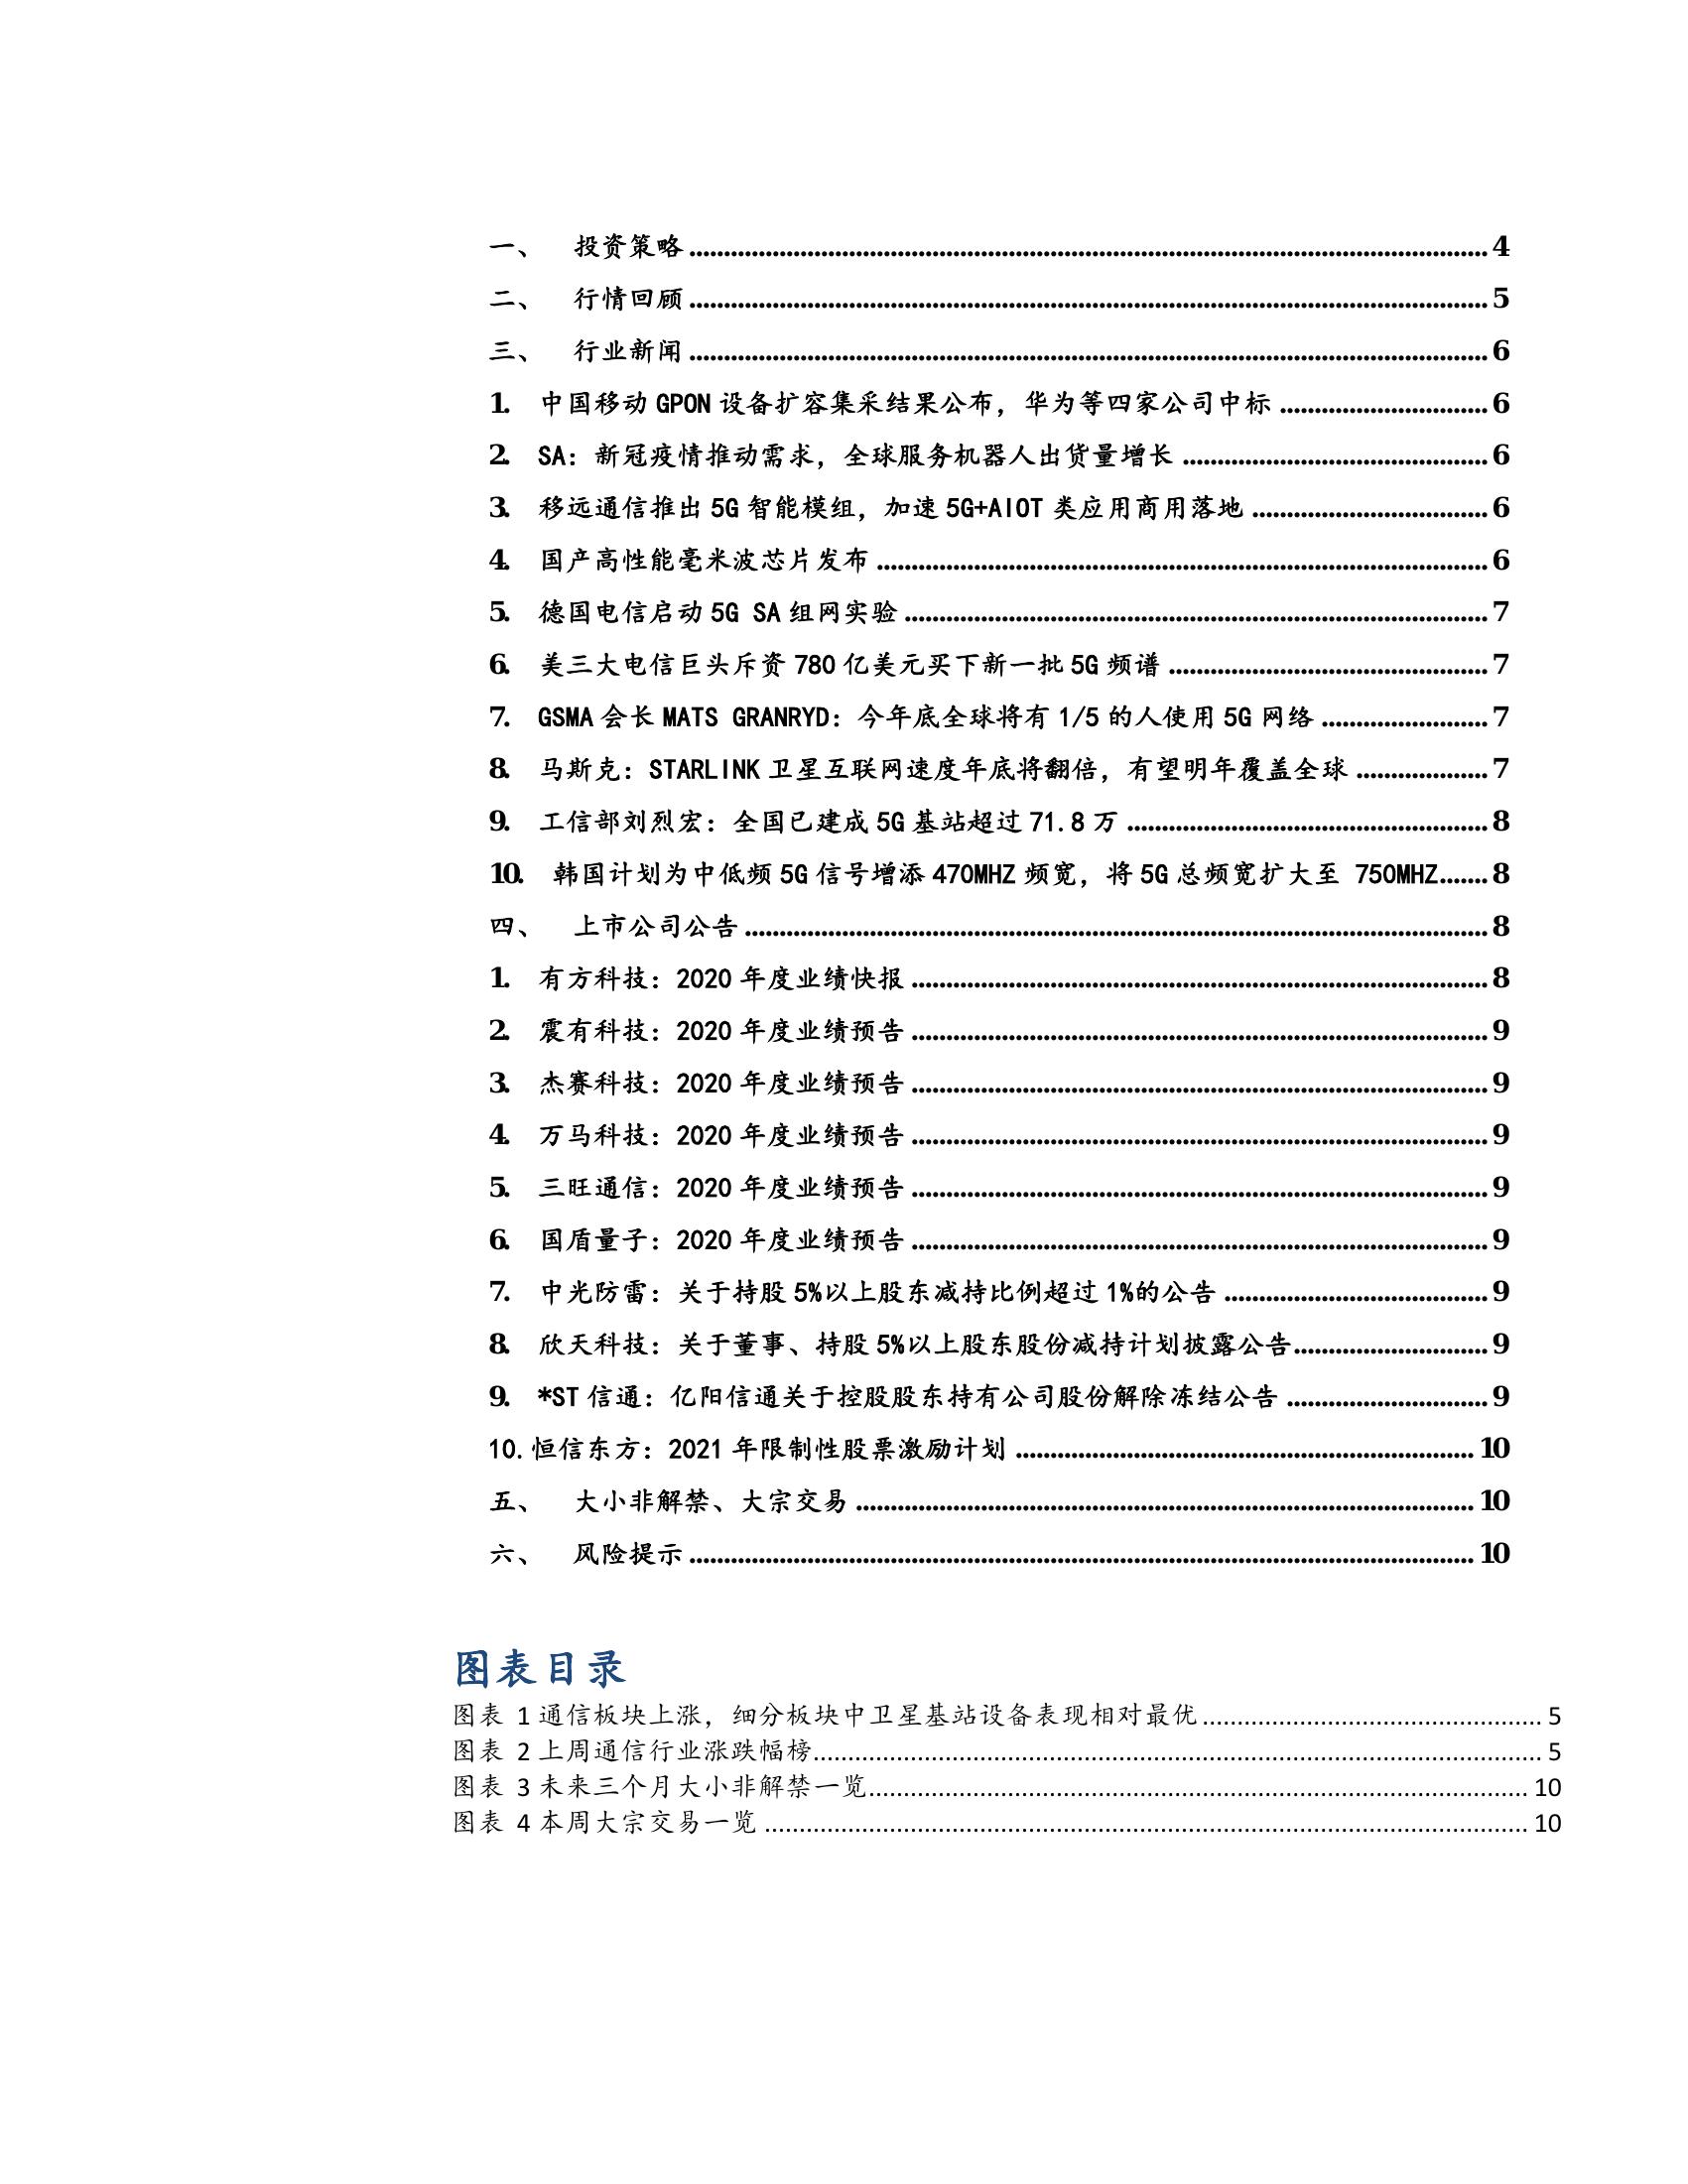 一、 投资策略 4
二、 行情回顾 5
三、 行业新闻 6
1. 中国移动 GPON 设备扩容集采结果公布，华为等四家公司中标 6
2. SA：新冠疫情推动需求，全球服务机器人出货量增长 6
3. 移远通信推出 5G 智能模组，加速 5G+AIOT 类应用商用落地 6
4. 国产高性能毫米波芯片发布 6
5. 德国电信启动 5G SA 组网实验 7
6. 美三大电信巨头斥资 780 亿美元买下新一批 5G 频谱 7
7. GSMA 会长 MATS GRANRYD：今年底全球将有 1/5 的人使用 5G 网络 7
8. 马斯克：STARLINK 卫星互联网速度年底将翻倍，有望明年覆盖全球 7
9. 工信部刘烈宏：全国已建成 5G 基站超过 71.8 万 8
10. 韩国计划为中低频 5G 信号增添 470MHZ 频宽，将 5G 总频宽扩大至 750MHZ 8
四、 上市公司公告 8
1. 有方科技：2020 年度业绩快报 8
2. 震有科技：2020 年度业绩预告 9
3. 杰赛科技：2020 年度业绩预告 9
4. 万马科技：2020 年度业绩预告 9
5. 三旺通信：2020 年度业绩预告 9
6. 国盾量子：2020 年度业绩预告 9
7. 中光防雷：关于持股 5%以上股东减持比例超过 1%的公告 9
8. 欣天科技：关于董事、持股 5%以上股东股份减持计划披露公告 9
9. *ST 信通：亿阳信通关于控股股东持有公司股份解除冻结公告 9
10.恒信东方：2021 年限制性股票激励计划 10
五、 大小非解禁、大宗交易 10
六、 风险提示 10
图表目录
图表 1 通信板块上涨，细分板块中卫星基站设备表现相对最优 5
图表 2 上周通信行业涨跌幅榜 5
图表 3 未来三个月大小非解禁一览 10
图表 4 本周大宗交易一览 10